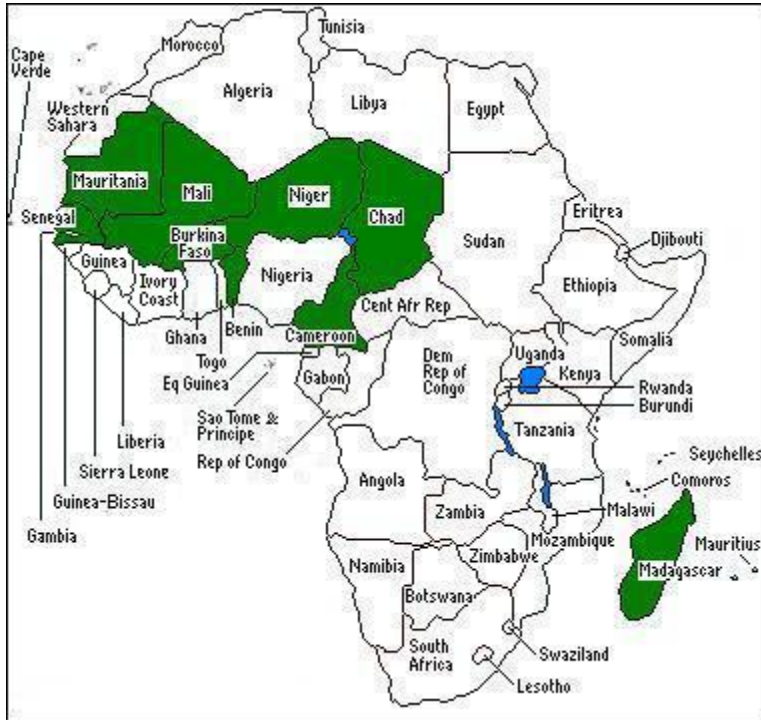 Tunisia
Morocco
Cape
Verde
Algeria
Libya
Egypt
Western
Sahara
Mauritania
Mali
Niger
Chad
Senegal
Burkina
Faso
Sudan
Eritrea
Djibouti
Guinea
Ivory
Coast
Nigeria
Ethiopia
Cent Afr Rep
Ghana
Benin
Togo
Cameroon
Somalia
Eq Guinea
Gabon
Dem
Rep of
Congo
Uganda
Kenya
Rwanda
Burundi
Sao Tome &
Principe
Tanzania
Liberia
Rep of Congo
Sierra Leone
Guinea-Bissau
Gambia
Seychelles
Comoros
Angola
Zambia
Malawi
Mozambique
Mauritius
Namibia
Zimbabwe
Madagascar
Botswana
South
Africa
Swaziland
Lesotho